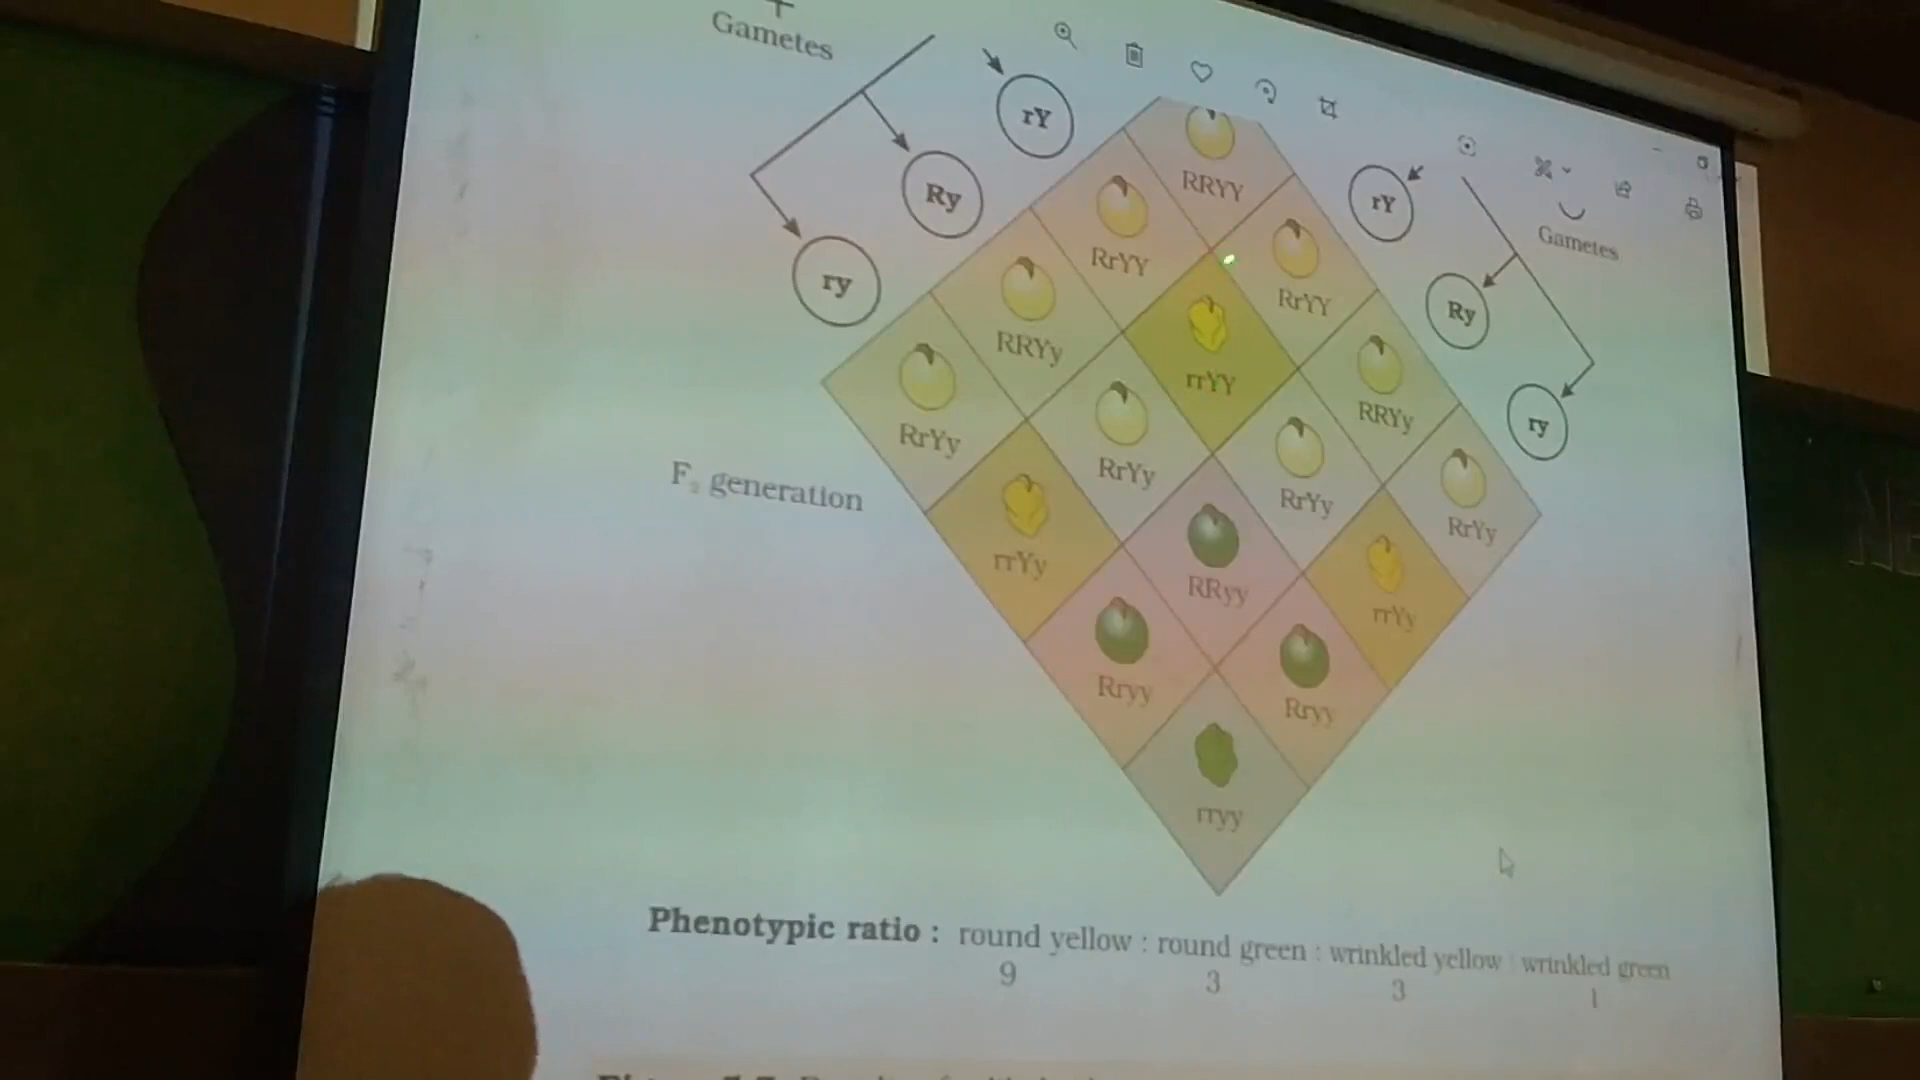 Gametes
rY
Ry
ry
rY
Gametes
Ry
ry
RRYY
RrYY
RrYY
RRYy
rrYY
RRYy
RrYy
RrYy
RrYy
RrYy
rrYy
RRyy
rrYy
Rryy
Rryy
rryy
F2 generation
Phenotypic ratio : round yellow : round green : wrinkled yellow : wrinkled green
9 3 3 1